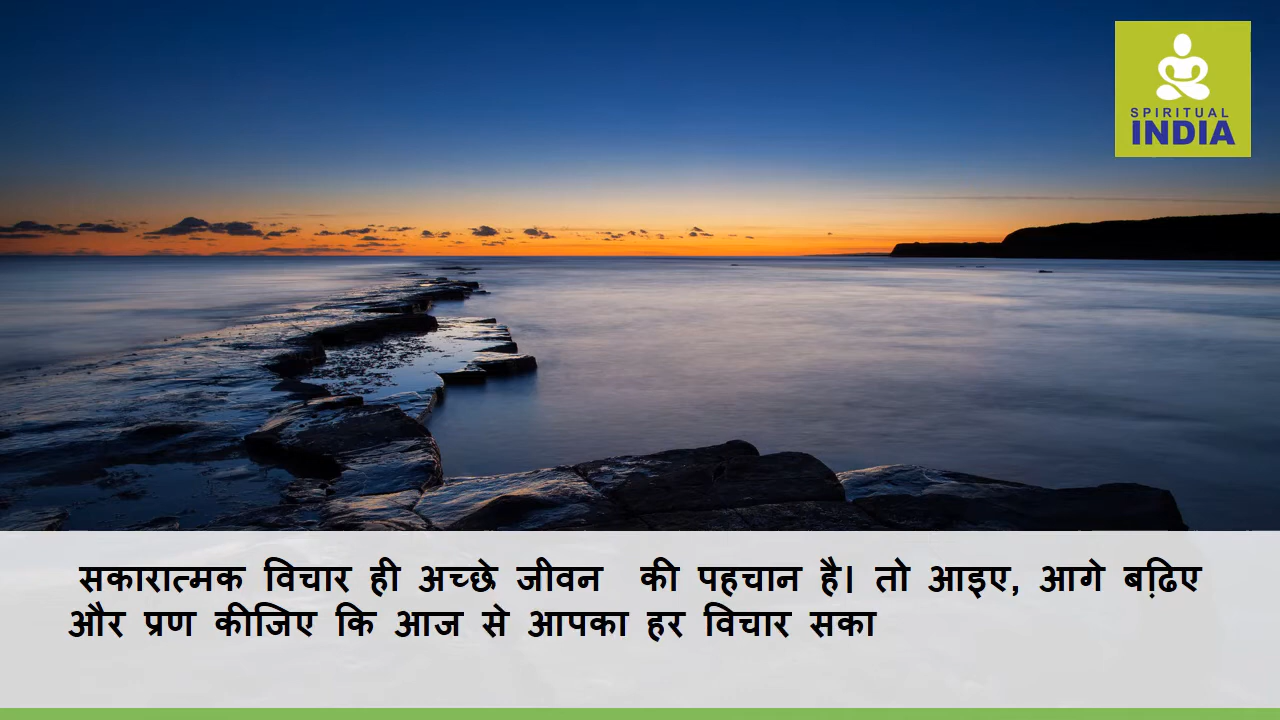 SPIRITUAL
INDIA
सकारात्मक विचार ही अच्छे जीवन की पहचान है। तो आइए, आगे बढ़िए
और प्रण कीजिए कि आज से आपका हर विचार सका